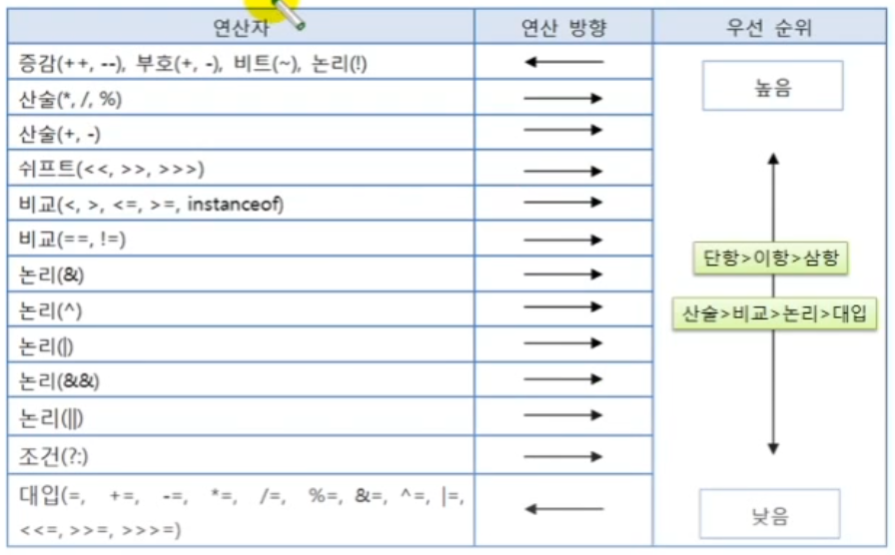 연산자 연산 방향 우선 순위
증감(++, --), 부호(+, -), 비트(~), 논리(!)
높음
산술(*, /, %)
산술(+, -)
쉬프트(<<, >>, >>>)
비교(<, >, <=, >=, instanceof)
비교(==, !=)
단항>이항>삼항
논리(&)
논리(^)
산술>비교>논리>대입
논리(|)
논리(&&)
논리(||)
조건(?:)
대입(=, +=, -=, *=, /=, %=, &=, ^=, |=,
<<=, >>=, >>>=)
낮음